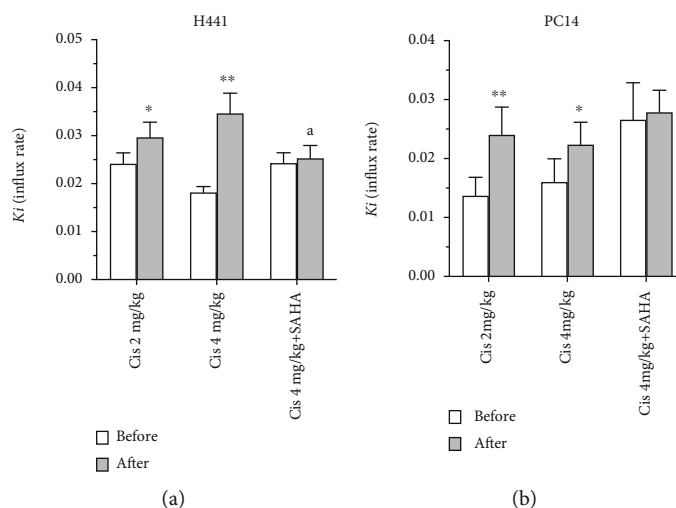 H441
0.05
0.04
0.03
0.02
0.01
0.00
Ki (influx rate)
*
**
a
Cis 2 mg/kg
Cis 4 mg/kg
Cis 4 mg/kg+SAHA
Before
After
(a)
PC14
0.04
0.03
0.02
0.01
0.00
Ki (influx rate)
**
*
Cis 2mg/kg
Cis 4mg/kg
Cis 4mg/kg+SAHA
Before
After
(b)